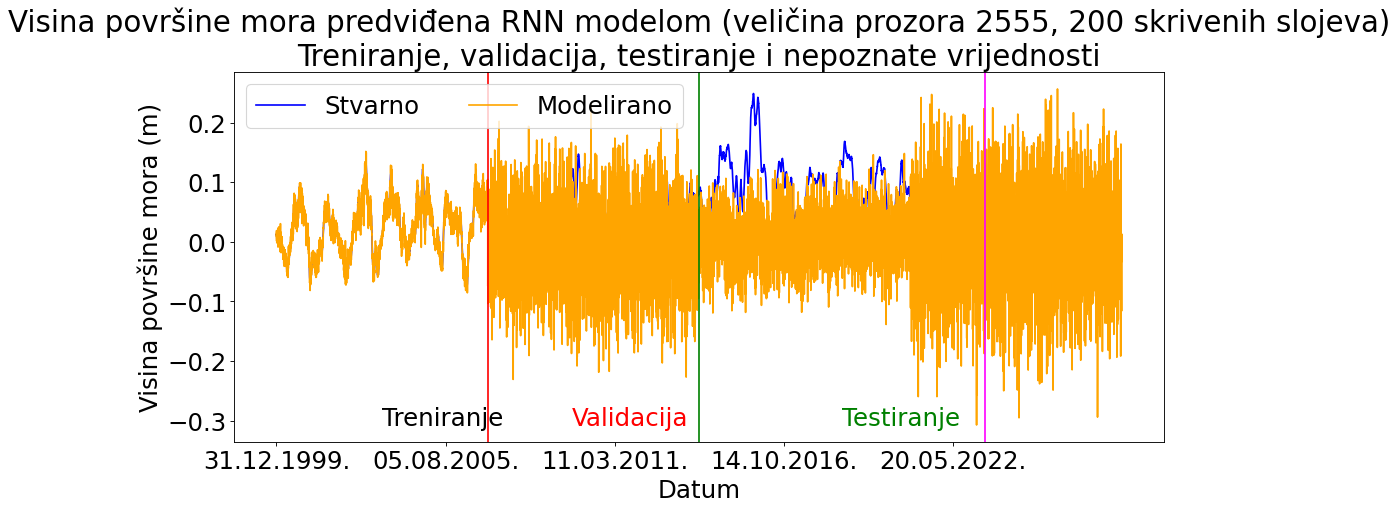 Visina površine mora predviđena RNN modelom (veličina prozora 2555, 200 skrivenih slojeva)
Treniranje, validacija, testiranje i nepoznate vrijednosti
Stvarno Modelirano
Visina površine mora (m)
0.2
0.1
0.0
−0.1
−0.2
−0.3
Treniranje Validacija Testiranje
31.12.1999. 05.08.2005. 11.03.2011. 14.10.2016. 20.05.2022.
Datum